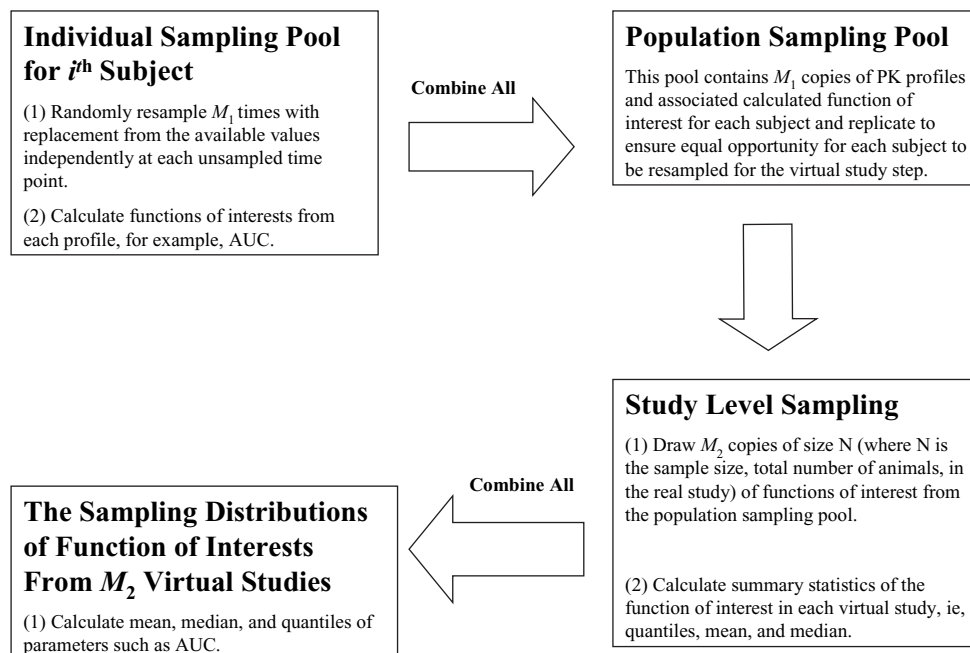 Individual Sampling Pool
for ith Subject
(1) Randomly resample M1 times with
replacement from the available values
independently at each unsampled time
point.
(2) Calculate functions of interests from
each profile, for example, AUC.
Combine All
Population Sampling Pool
This pool contains M1 copies of PK profiles
and associated calculated function of
interest for each subject and replicate to
ensure equal opportunity for each subject to
be resampled for the virtual study step.
Study Level Sampling
(1) Draw M2 copies of size N (where N is
the sample size, total number of animals, in
the real study) of functions of interest from
the population sampling pool.
(2) Calculate summary statistics of the
function of interest in each virtual study, ie,
quantiles, mean, and median.
Combine All
The Sampling Distributions
of Function of Interests
From M2 Virtual Studies
(1) Calculate mean, median, and quantiles of
parameters such as AUC.